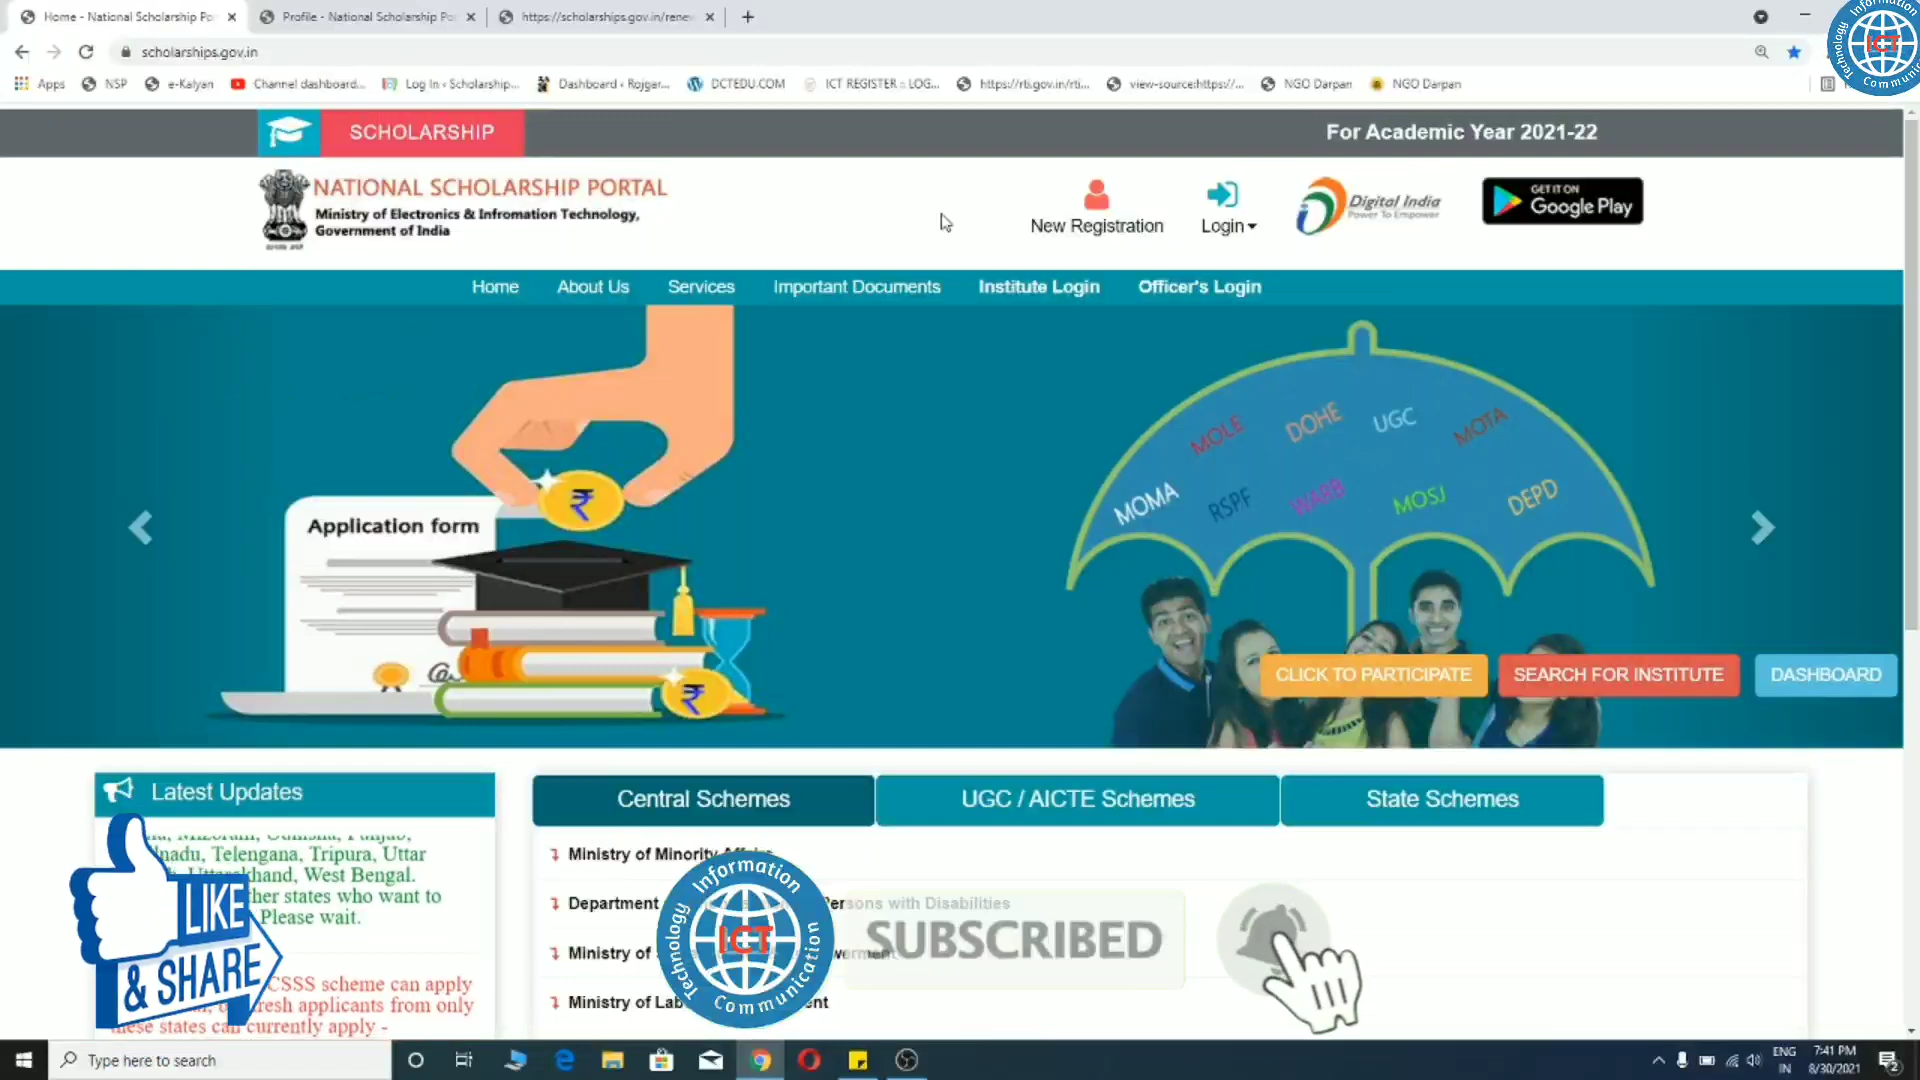 Home - National Scholarship Po
Profile - National Scholarship Po
https://scholarships.gov.in/rene
scholarships.gov.in
Apps
NSP
e-Kalyan
Channel dashboard...
Log In ‹ Scholarship...
Dashboard ‹ Rojgar...
DCTEDU.COM
ICT REGISTER :: LOG...
https://rti.gov.in/rti...
view-source:https://...
NGO Darpan
NGO Darpan
Information
Technology
ICT
SCHOLARSHIP
For Academic Year 2021-22
NATIONAL SCHOLARSHIP PORTAL
Ministry of Electronics & Infromation Technology,
Government of India
New Registration
Login
Digital India
Power To Empower
GET IT ON
Google Play
Home
About Us
Services
Important Documents
Institute Login
Officer's Login
Application form
MOLE
DOHE
UGC
MOTA
MOMA
RSPF
WARB
MOSJ
DEPD
CLICK TO PARTICIPATE
SEARCH FOR INSTITUTE
DASHBOARD
Latest Updates
Central Schemes
UGC / AICTE Schemes
State Schemes
Mizoram, Odhisha, Punjab,
Telengana, Tripura, Uttar
West Bengal.
states who want to
Please wait.
CSSS scheme can apply
applicants from only
these states can currently apply -
Ministry of Minority
Department
Persons with Disabilities
Ministry of
Ministry of
LIKE
& SHARE
Information
Technology
ICT
Communication
SUBSCRIBED
Type here to search
ENG
IN
7:41 PM
8/30/2021
2